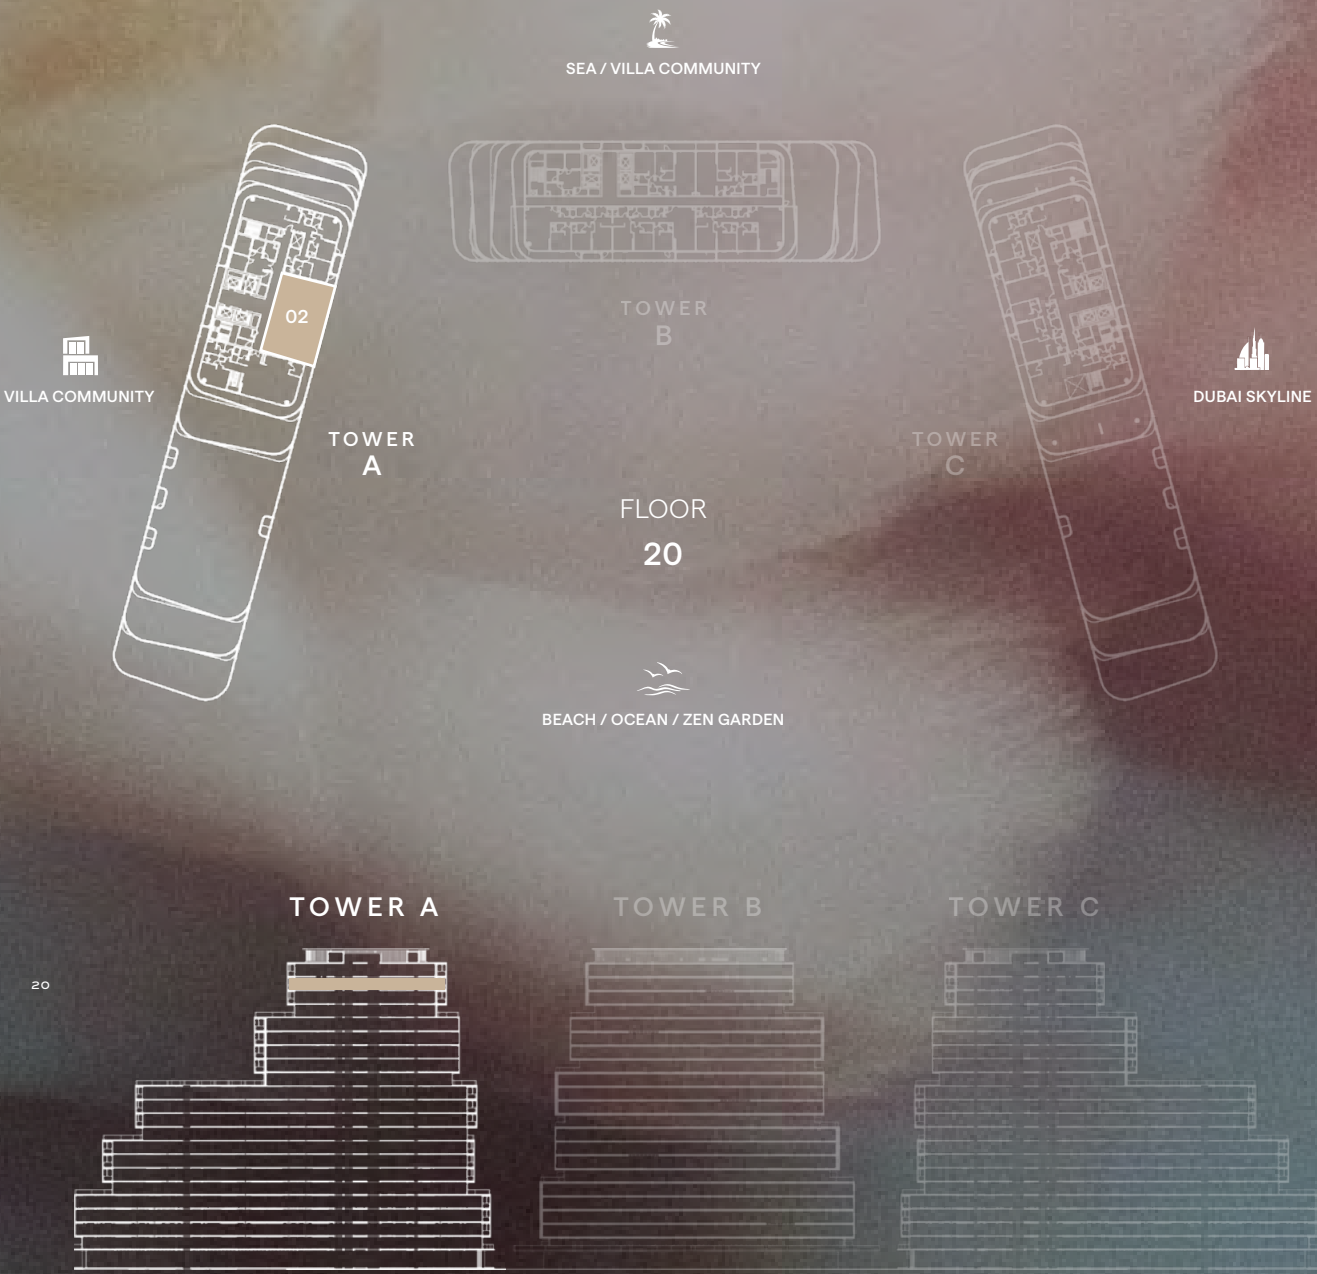 SEA / VILLA COMMUNITY
02
TOWER
B
VILLA COMMUNITY
DUBAI SKYLINE
TOWER
A
TOWER
C
FLOOR
20
BEACH / OCEAN / ZEN GARDEN
TOWER A
TOWER B
TOWER C
20